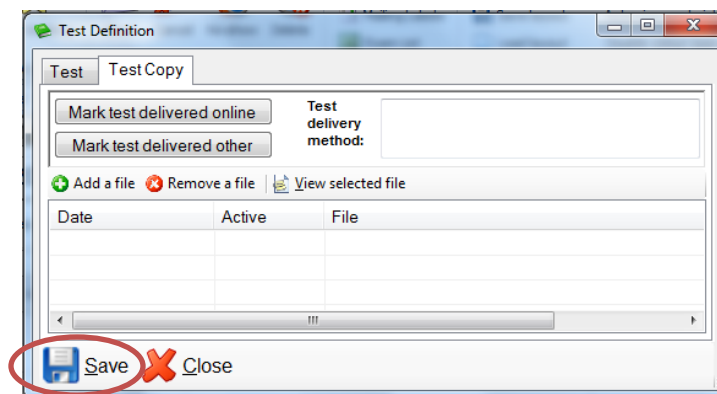 Test Definition
Test Test Copy
Mark test delivered online
Mark test delivered other
Test
delivery
method:
Add a file Remove a file View selected file
Date Active File
Save Close